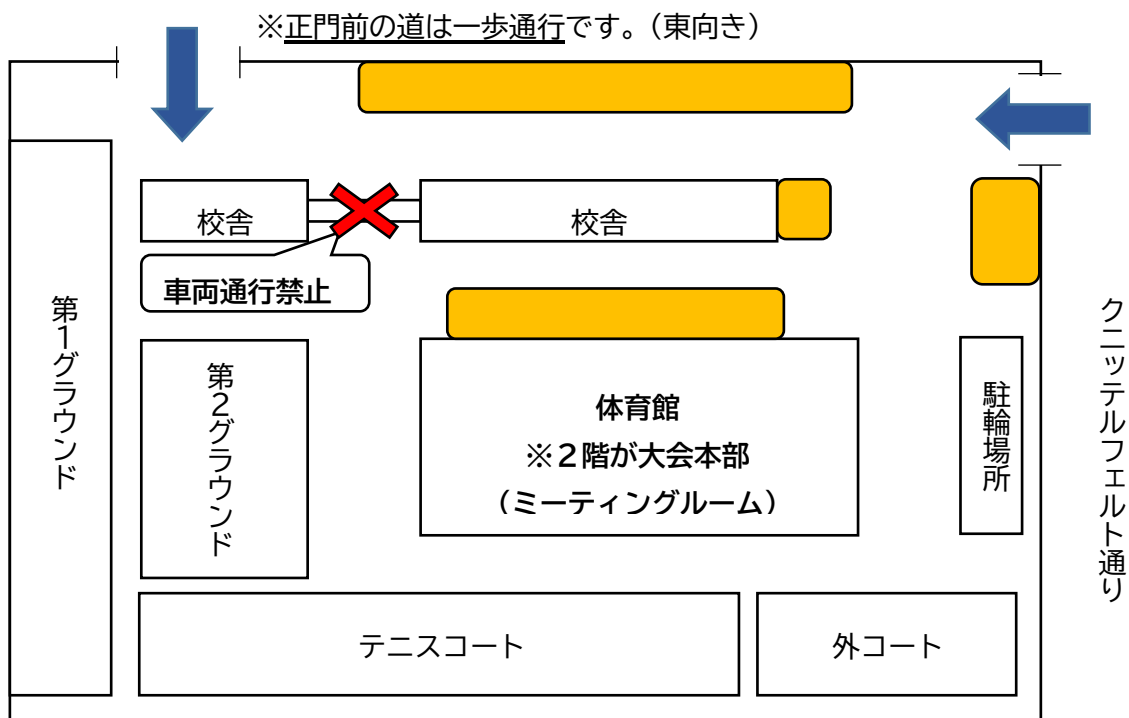 ※正門前の道は一歩通行です。（東向き）
校舎
校舎
車両通行禁止
第1グラウンド
第2グラウンド
体育館
※２階が大会本部
（ミーティングルーム）
駐輪場所
クニッテルフェルト通り
テニスコート
外コート